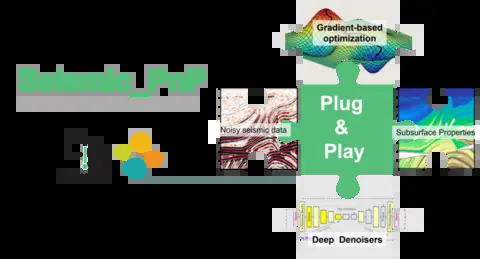 Seismic_PnP
Gradient-based
optimization
Noisy seismic data
Plug
&
Play
Subsurface Properties
Deep Denoisers